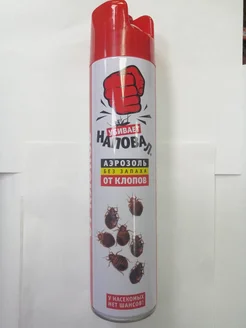 УБИВАЕТ
НАПОВАЛ
АЭРОЗОЛЬ
БЕЗ ЗАПАХА
ОТ КЛОПОВ
У НАСЕКОМЫХ
НЕТ ШАНСОВ!